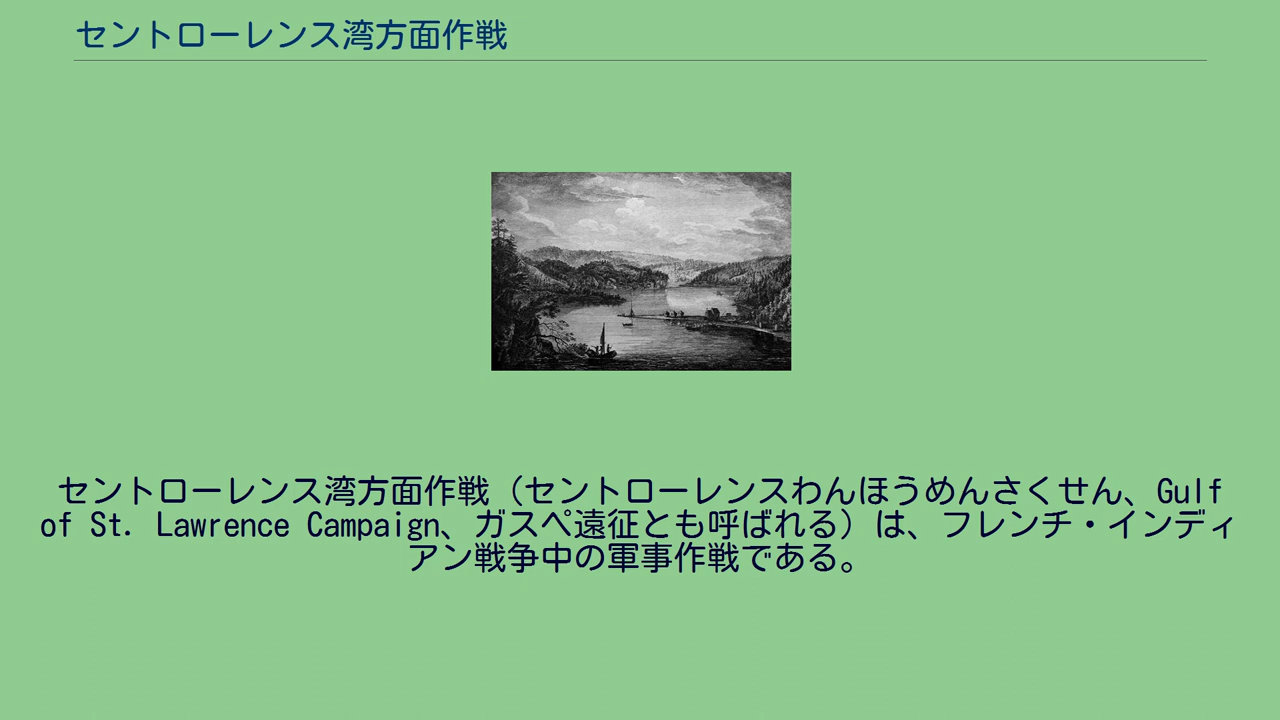 セントローレンス湾方面作戦
セントローレンス湾方面作戦（セントローレンスわんほうめんさくせん、Gulf
of St. Lawrence Campaign、ガスペ遠征とも呼ばれる）は、フレンチ・インディ
アン戦争中の軍事作戦である。